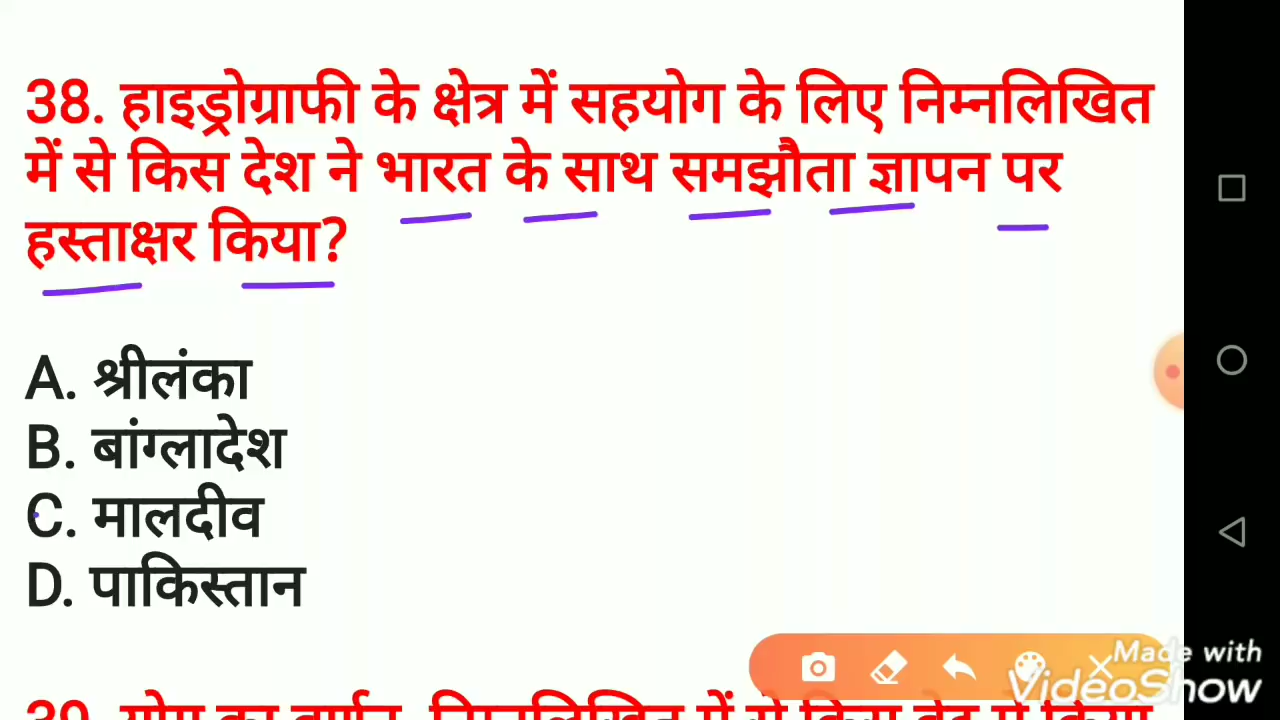 38. हाइड्रोग्राफी के क्षेत्र में सहयोग के लिए निम्नलिखित
में से किस देश ने भारत के साथ समझौता ज्ञापन पर
हस्ताक्षर किया?
A. श्रीलंका
B. बांग्लादेश
C. मालदीव
D. पाकिस्तान
Made with
VideoShow